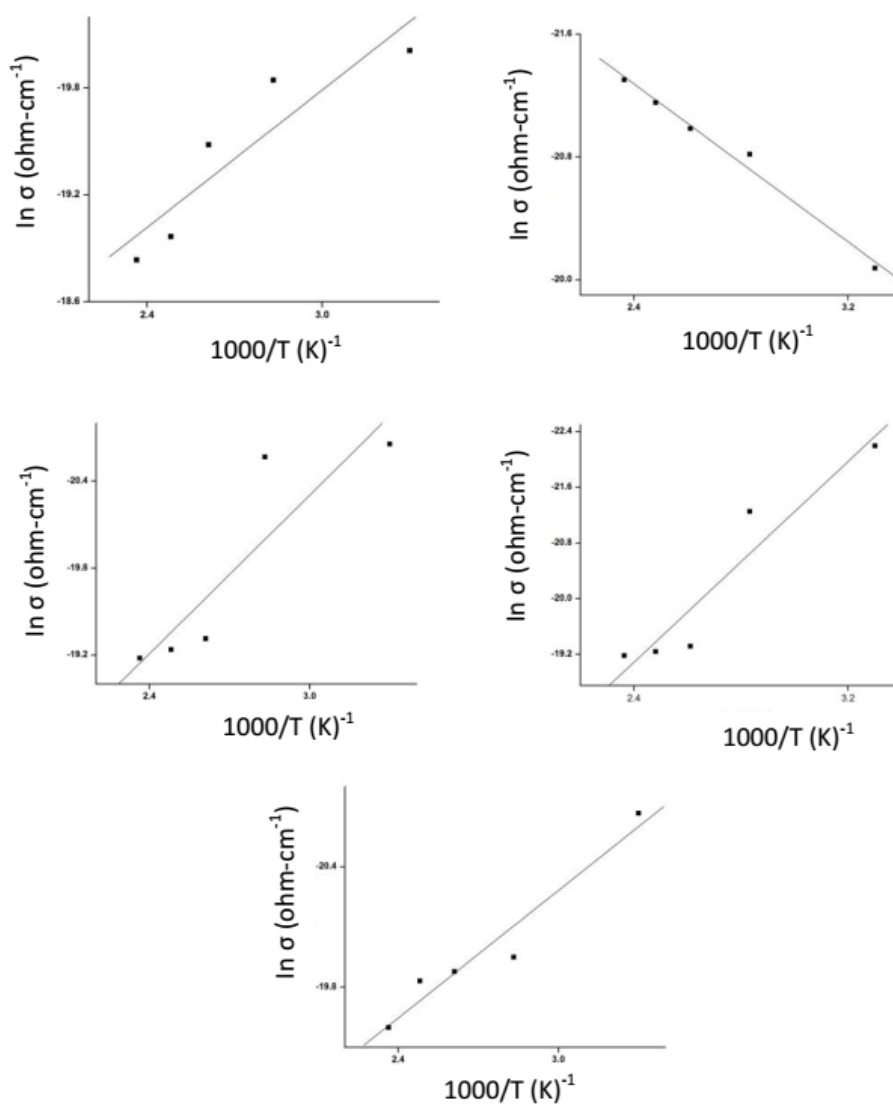 ln σ (ohm-cm⁻¹)
-19.8
-19.2
-18.6
2.4
3.0
1000/T (K)⁻¹
ln σ (ohm-cm⁻¹)
-21.6
-20.8
-20.0
2.4
3.2
1000/T (K)⁻¹
ln σ (ohm-cm⁻¹)
-20.4
-19.8
-19.2
2.4
3.0
1000/T (K)⁻¹
ln σ (ohm-cm⁻¹)
-22.4
-21.6
-20.8
-20.0
-19.2
2.4
3.2
1000/T (K)⁻¹
ln σ (ohm-cm⁻¹)
-20.4
-19.8
2.4
3.0
1000/T (K)⁻¹